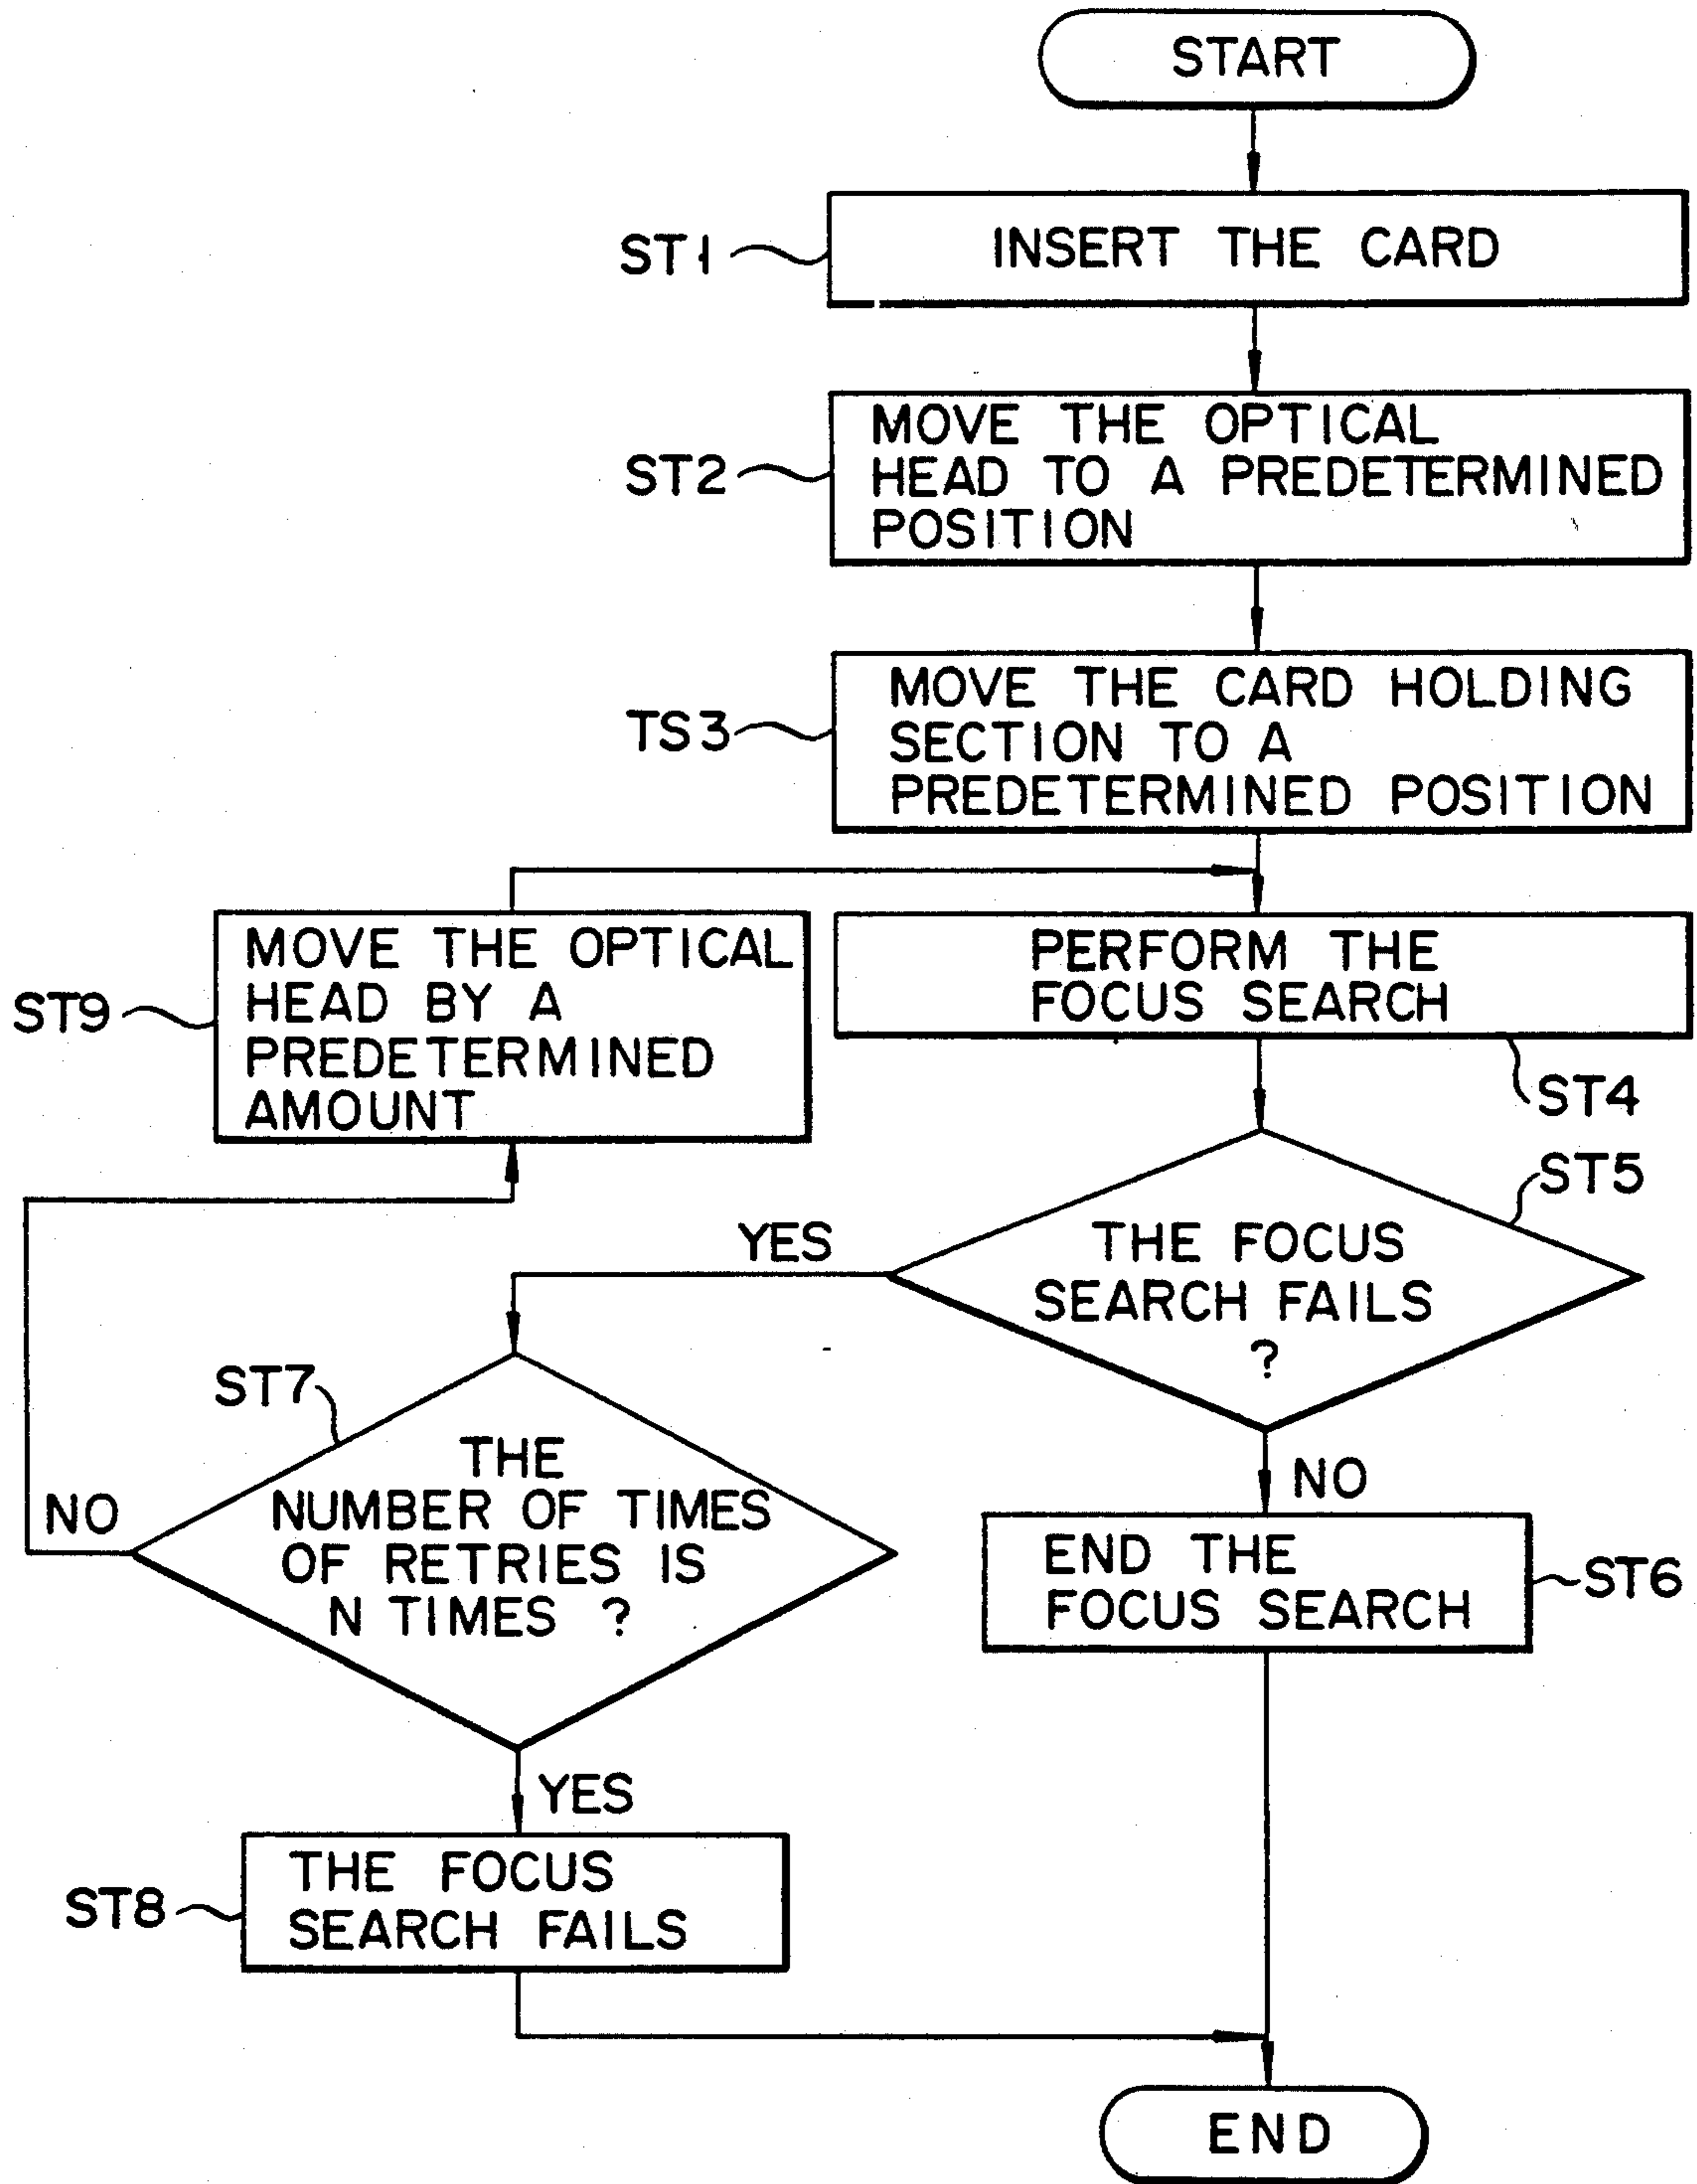 START
ST1
INSERT THE CARD
ST2
MOVE THE OPTICAL
HEAD TO A PREDETERMINED
POSITION
TS3
MOVE THE CARD HOLDING
SECTION TO A
PREDETERMINED POSITION
ST9
MOVE THE OPTICAL
HEAD BY A
PREDETERMINED
AMOUNT
PERFORM THE
FOCUS SEARCH
ST4
ST5
YES
THE FOCUS
SEARCH FAILS
?
ST7
THE
NUMBER OF TIMES
OF RETRIES IS
N TIMES ?
NO
NO
END THE
FOCUS SEARCH
ST6
YES
ST8
THE FOCUS
SEARCH FAILS
END